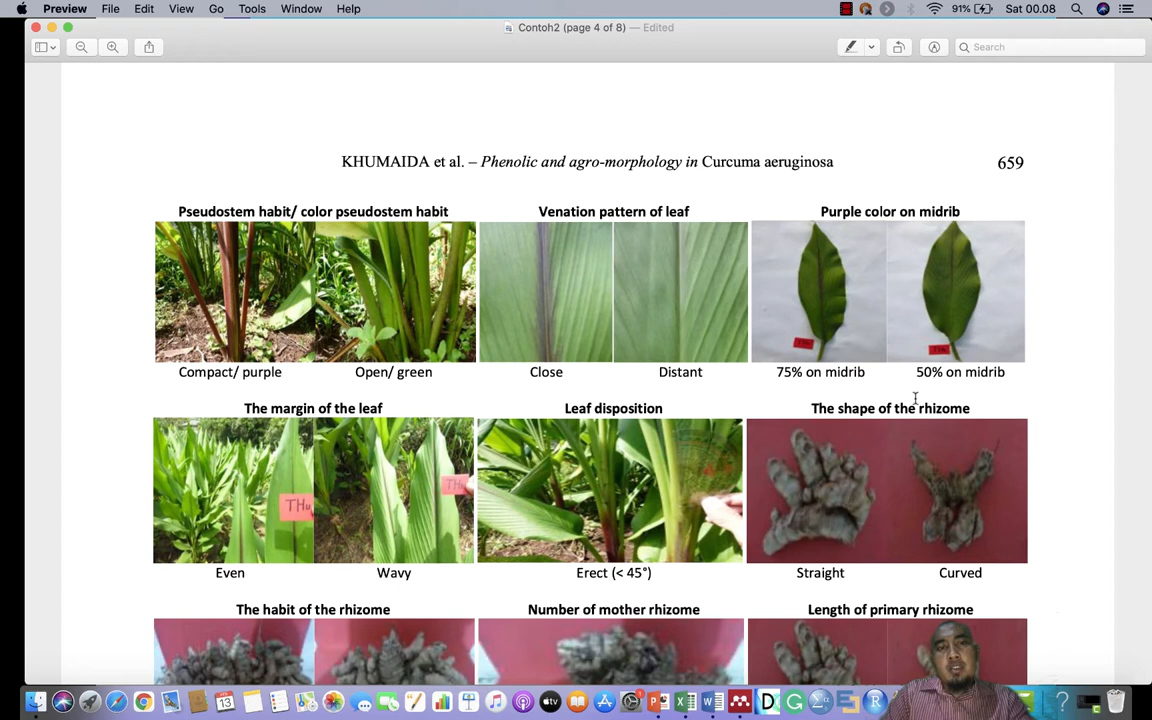 Preview File Edit View Go Tools Window Help 91% Sat 00.08
Contoh2 (page 4 of 8) — Edited
Search
KHUMAIDA et al. – Phenolic and agro-morphology in Curcuma aeruginosa 659
Pseudostem habit/ color pseudostem habit Venation pattern of leaf Purple color on midrib
Compact/ purple Open/ green Close Distant 75% on midrib 50% on midrib
The margin of the leaf Leaf disposition The shape of the rhizome
THu
Even Wavy Erect (< 45°) Straight Curved
The habit of the rhizome Number of mother rhizome Length of primary rhizome